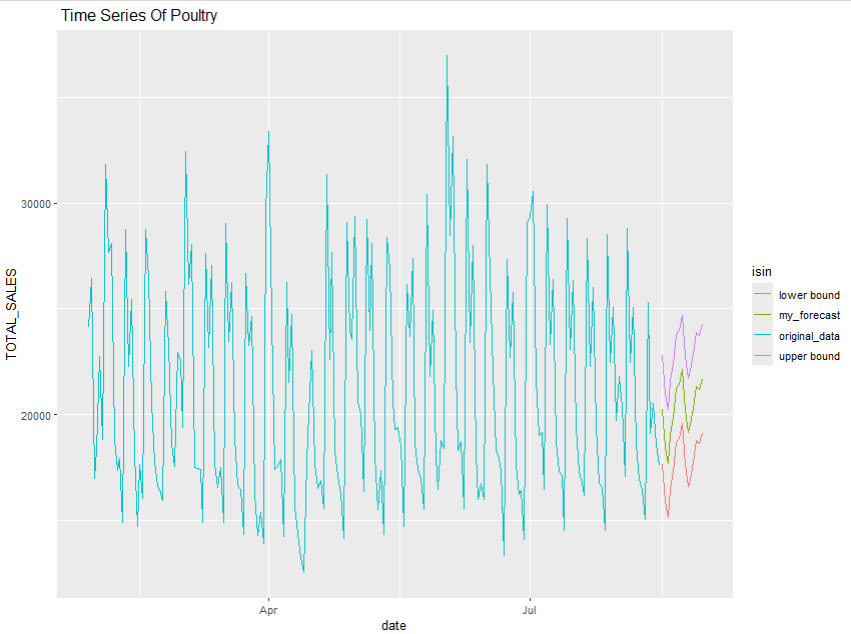 Time Series Of Poultry
TOTAL_SALES
30000
20000
Apr
Jul
date
isin
lower bound
my_forecast
original_data
upper bound